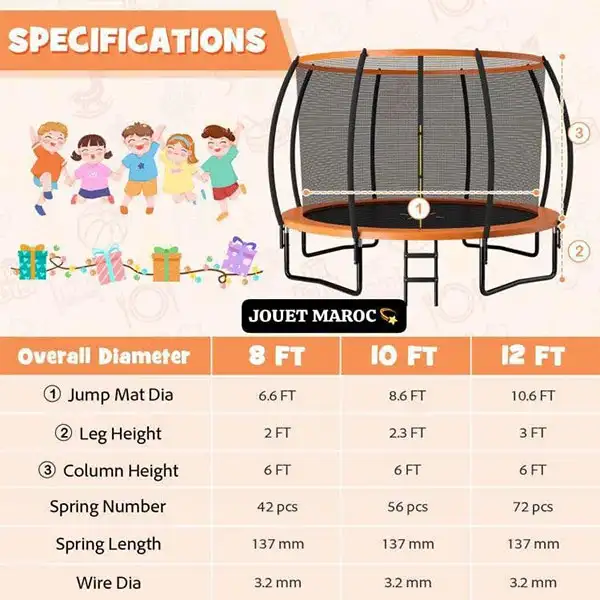 SPECIFICATIONS
3
1
2
JOUET MAROC 💫
Overall Diameter 8 FT 10 FT 12 FT
① Jump Mat Dia 6.6 FT 8.6 FT 10.6 FT
② Leg Height 2 FT 2.3 FT 3 FT
③ Column Height 6 FT 6 FT 6 FT
Spring Number 42 pcs 56 pcs 72 pcs
Spring Length 137 mm 137 mm 137 mm
Wire Dia 3.2 mm 3.2 mm 3.2 mm